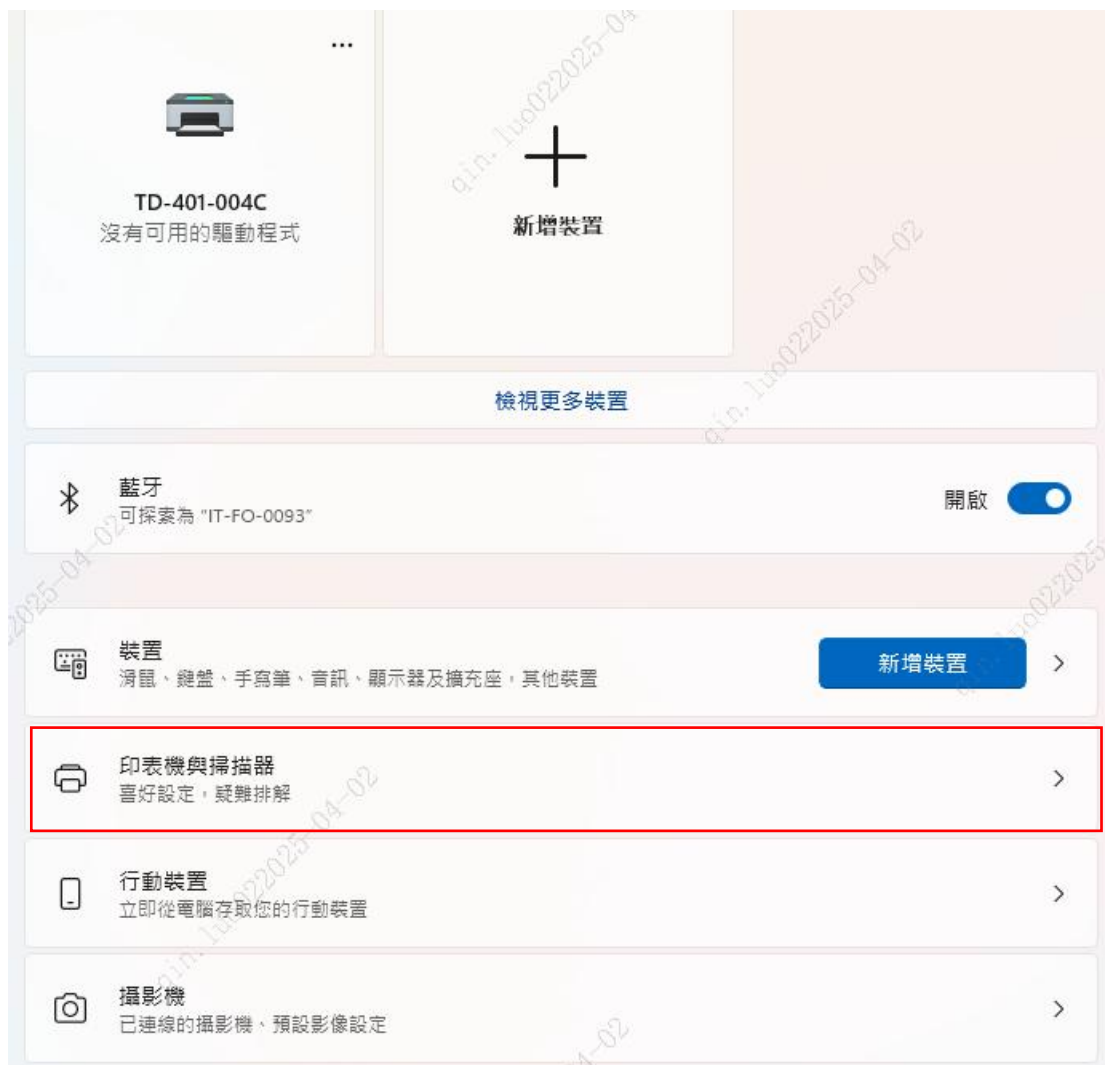 TD-401-004C
沒有可用的驅動程式
新增裝置
檢視更多裝置
藍牙
可探索為 "IT-FO-0093"
開啟
裝置
滑鼠、鍵盤、手寫筆、音訊、顯示器及擴充座，其他裝置
新增裝置
印表機與掃描器
喜好設定，疑難排解
行動裝置
立即從電腦存取您的行動裝置
攝影機
已連線的攝影機、預設影像設定
qin.luo022025-04-02